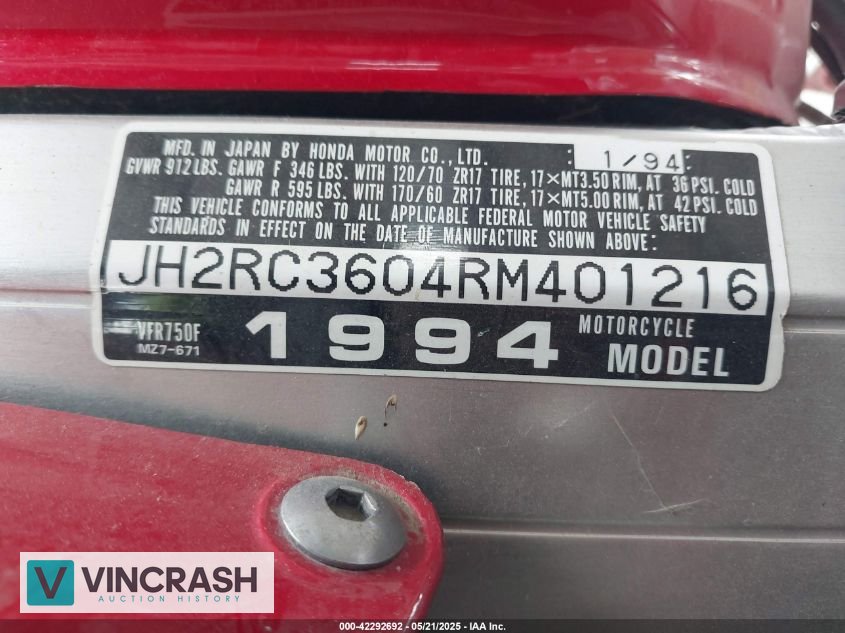 MFD. IN JAPAN BY HONDA MOTOR CO., LTD. 1/94
GVWR 912 LBS. GAWR F 346 LBS. WITH 120/70 ZR17 TIRE, 17×MT3.50 RIM, AT 36 PSI. COLD
GAWR R 595 LBS. WITH 170/60 ZR17 TIRE, 17×MT5.00 RIM, AT 42 PSI. COLD
THIS VEHICLE CONFORMS TO ALL APPLICABLE FEDERAL MOTOR VEHICLE SAFETY
STANDARDS IN EFFECT ON THE DATE OF MANUFACTURE SHOWN ABOVE:
JH2RC3604RM401216
VFR750F 1994 MOTORCYCLE
MZ7-671 MODEL
VINCRASH
AUCTION HISTORY
000-42292692 - 05/21/2025 - IAA Inc.